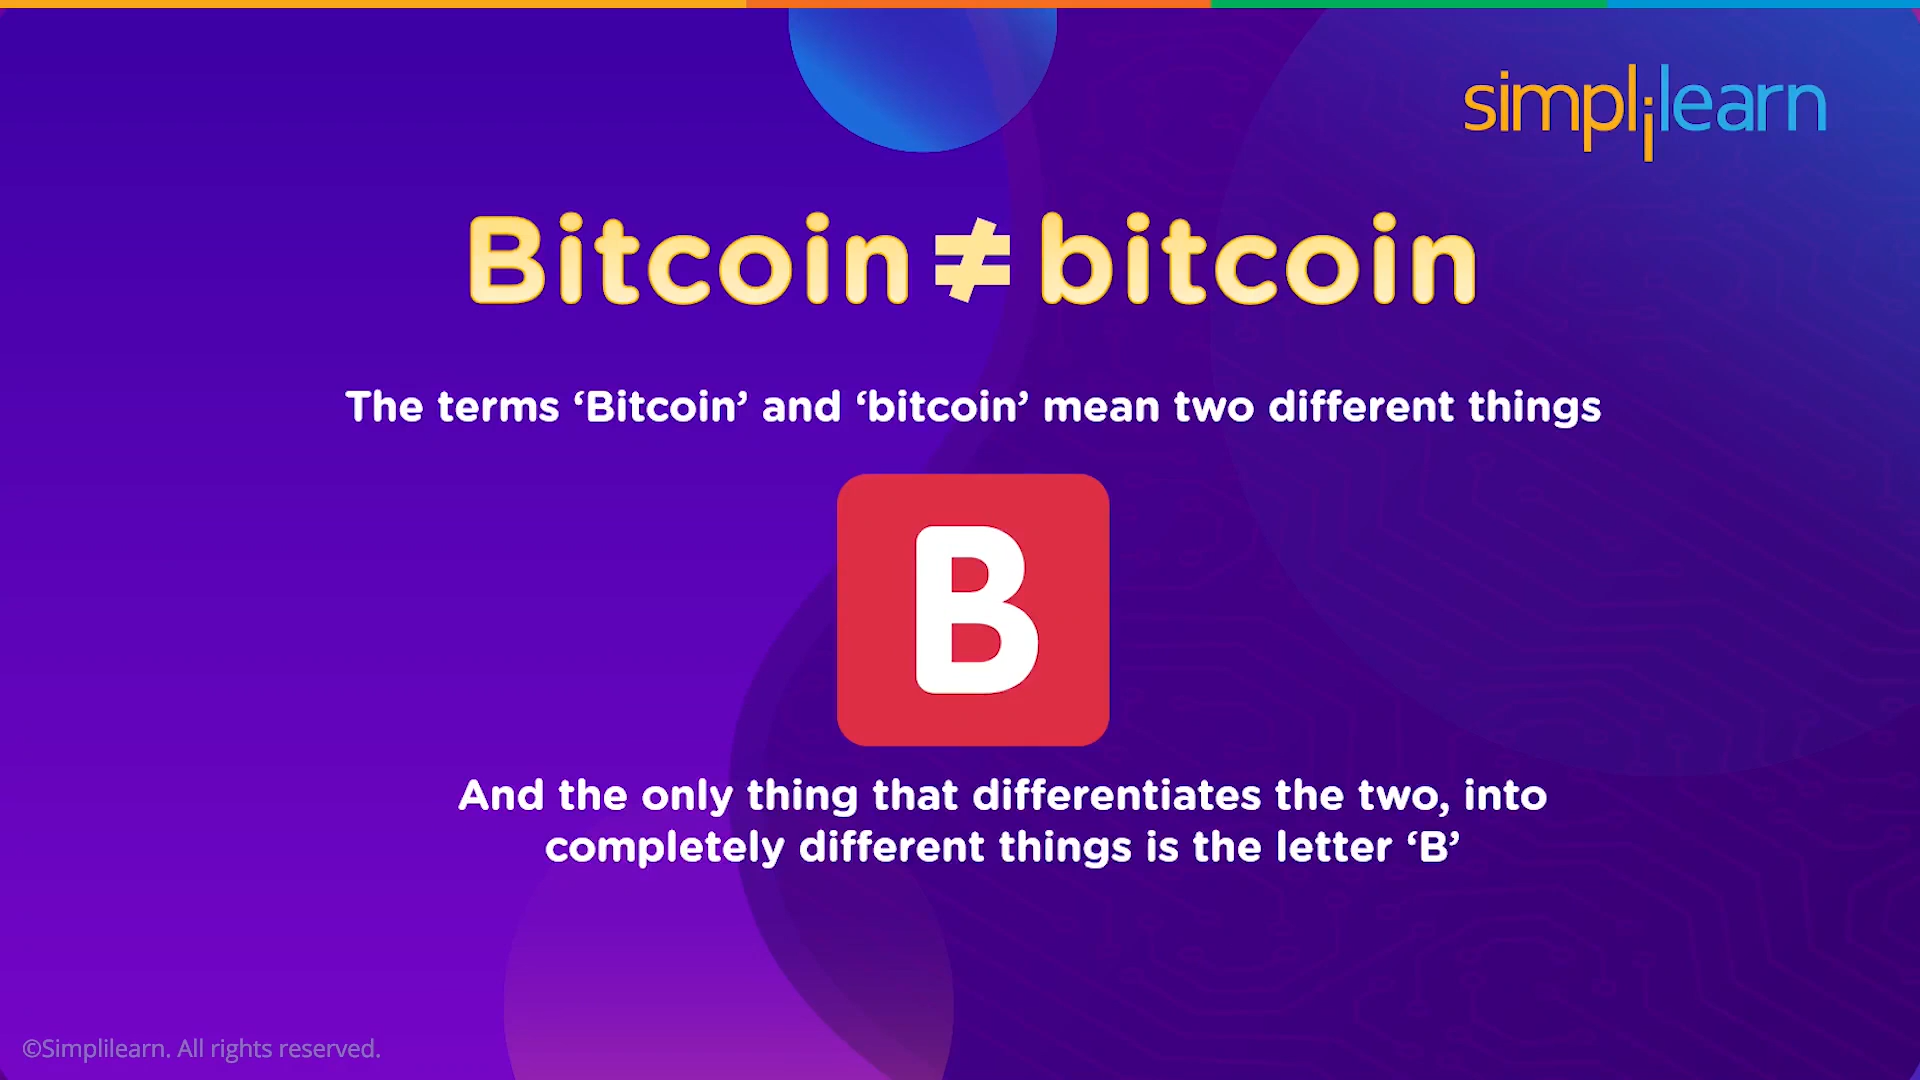 simplilearn
Bitcoin ≠ bitcoin
The terms ‘Bitcoin’ and ‘bitcoin’ mean two different things
B
And the only thing that differentiates the two, into
completely different things is the letter ‘B’
©Simplilearn. All rights reserved.